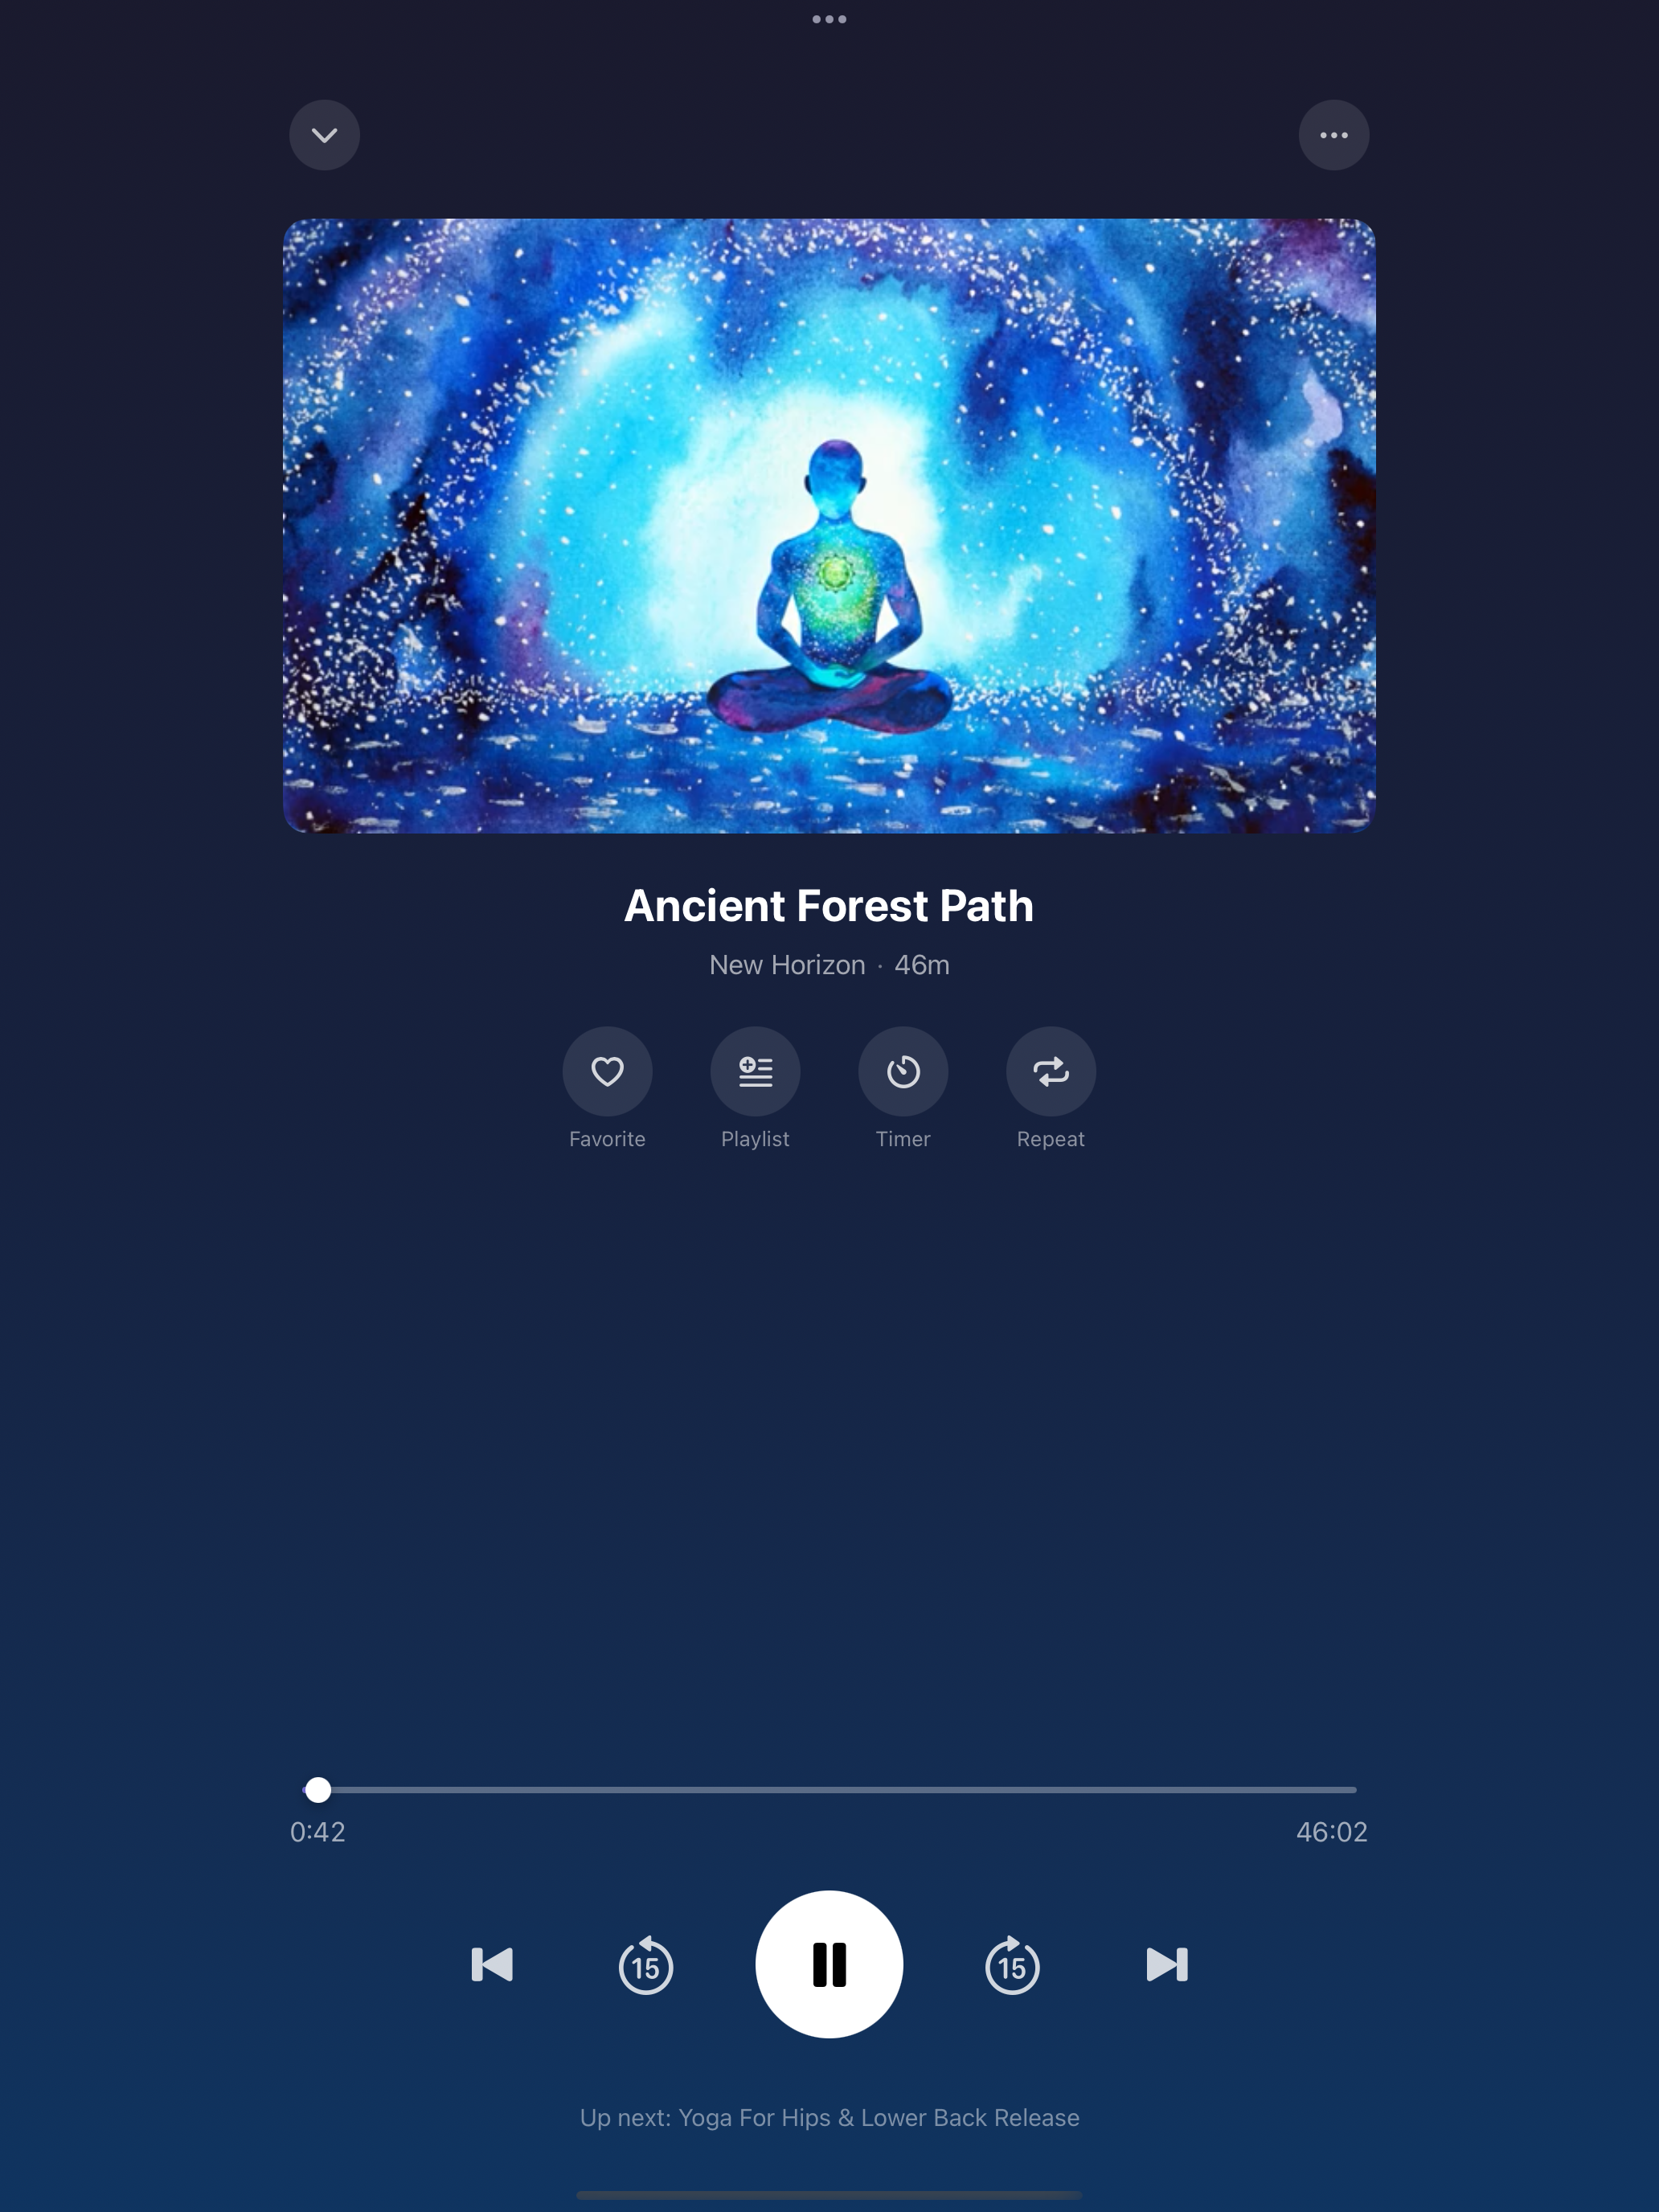 Ancient Forest Path
New Horizon · 46m
Favorite
Playlist
Timer
Repeat
0:42
46:02
15
15
Up next: Yoga For Hips & Lower Back Release